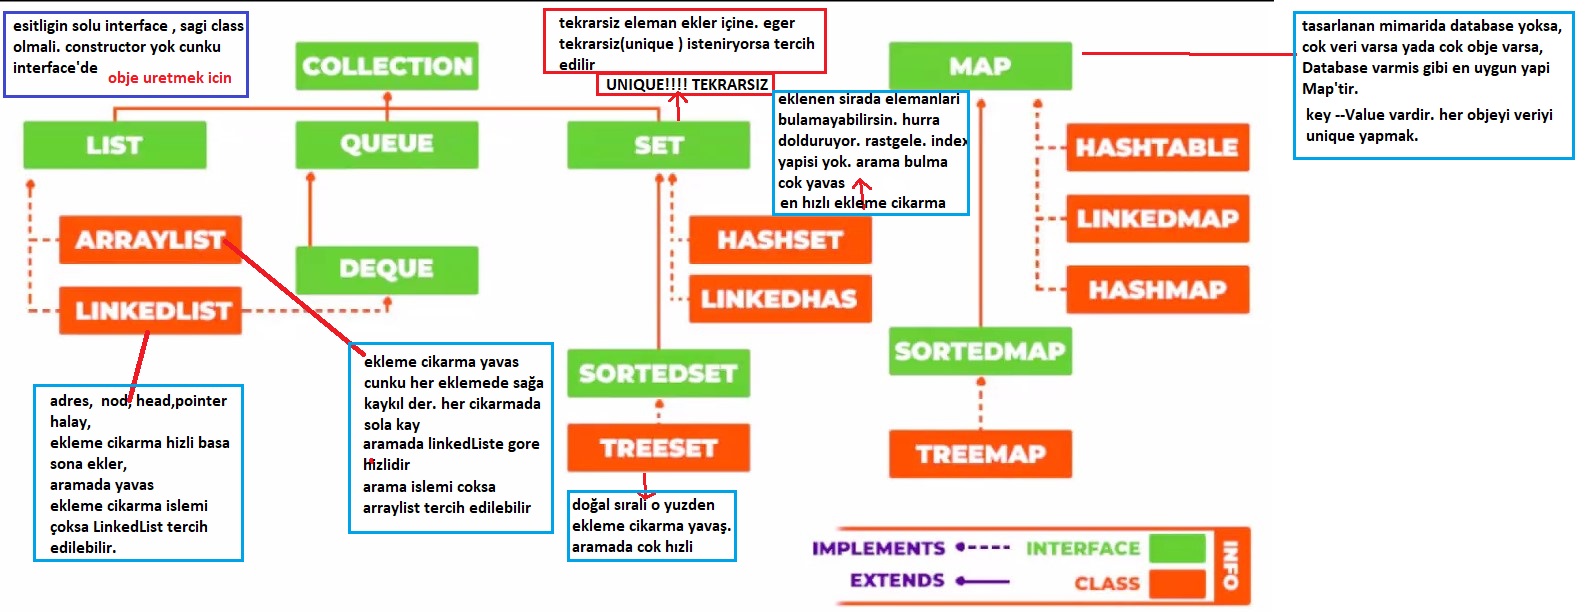 esitligin solu interface , sagi class
olmali. constructor yok cunku
interface'de
obje uretmek icin
COLLECTION
tekrarsiz eleman ekler içine. eger
tekrarsiz(unique ) isteniryorsa tercih
edilir
UNIQUE!!!! TEKRARSIZ
MAP
tasarlanan mimarida database yoksa,
cok veri varsa yada cok obje varsa,
Database varmis gibi en uygun yapi
Map'tir.
key --Value vardir. her objeyi veriyi
unique yapmak.
LIST
QUEUE
SET
eklenen sirada elemanlari
bulamayabilirsin. hurra
dolduruyor. rastgele. index
yapisi yok. arama bulma
cok yavas
en hızlı ekleme cikarma
HASHTABLE
LINKEDMAP
HASHMAP
ARRAYLIST
LINKEDLIST
DEQUE
HASHSET
LINKEDHAS
SORTEDSET
TREESET
SORTEDMAP
TREEMAP
adres, nod, head,pointer
halay,
ekleme cikarma hizli basa
sona ekler,
aramada yavas
ekleme cikarma islemi
çoksa LinkedList tercih
edilebilir.
ekleme cikarma yavas
cunku her eklemede sağa
kaykıl der. her cikarmada
sola kay
aramada linkedListe gore
hizlidir
arama islemi coksa
arraylist tercih edilebilir
doğal sırali o yuzden
ekleme cikarma yavaş.
aramada cok hızli
IMPLEMENTS
INTERFACE
EXTENDS
CLASS
INFO